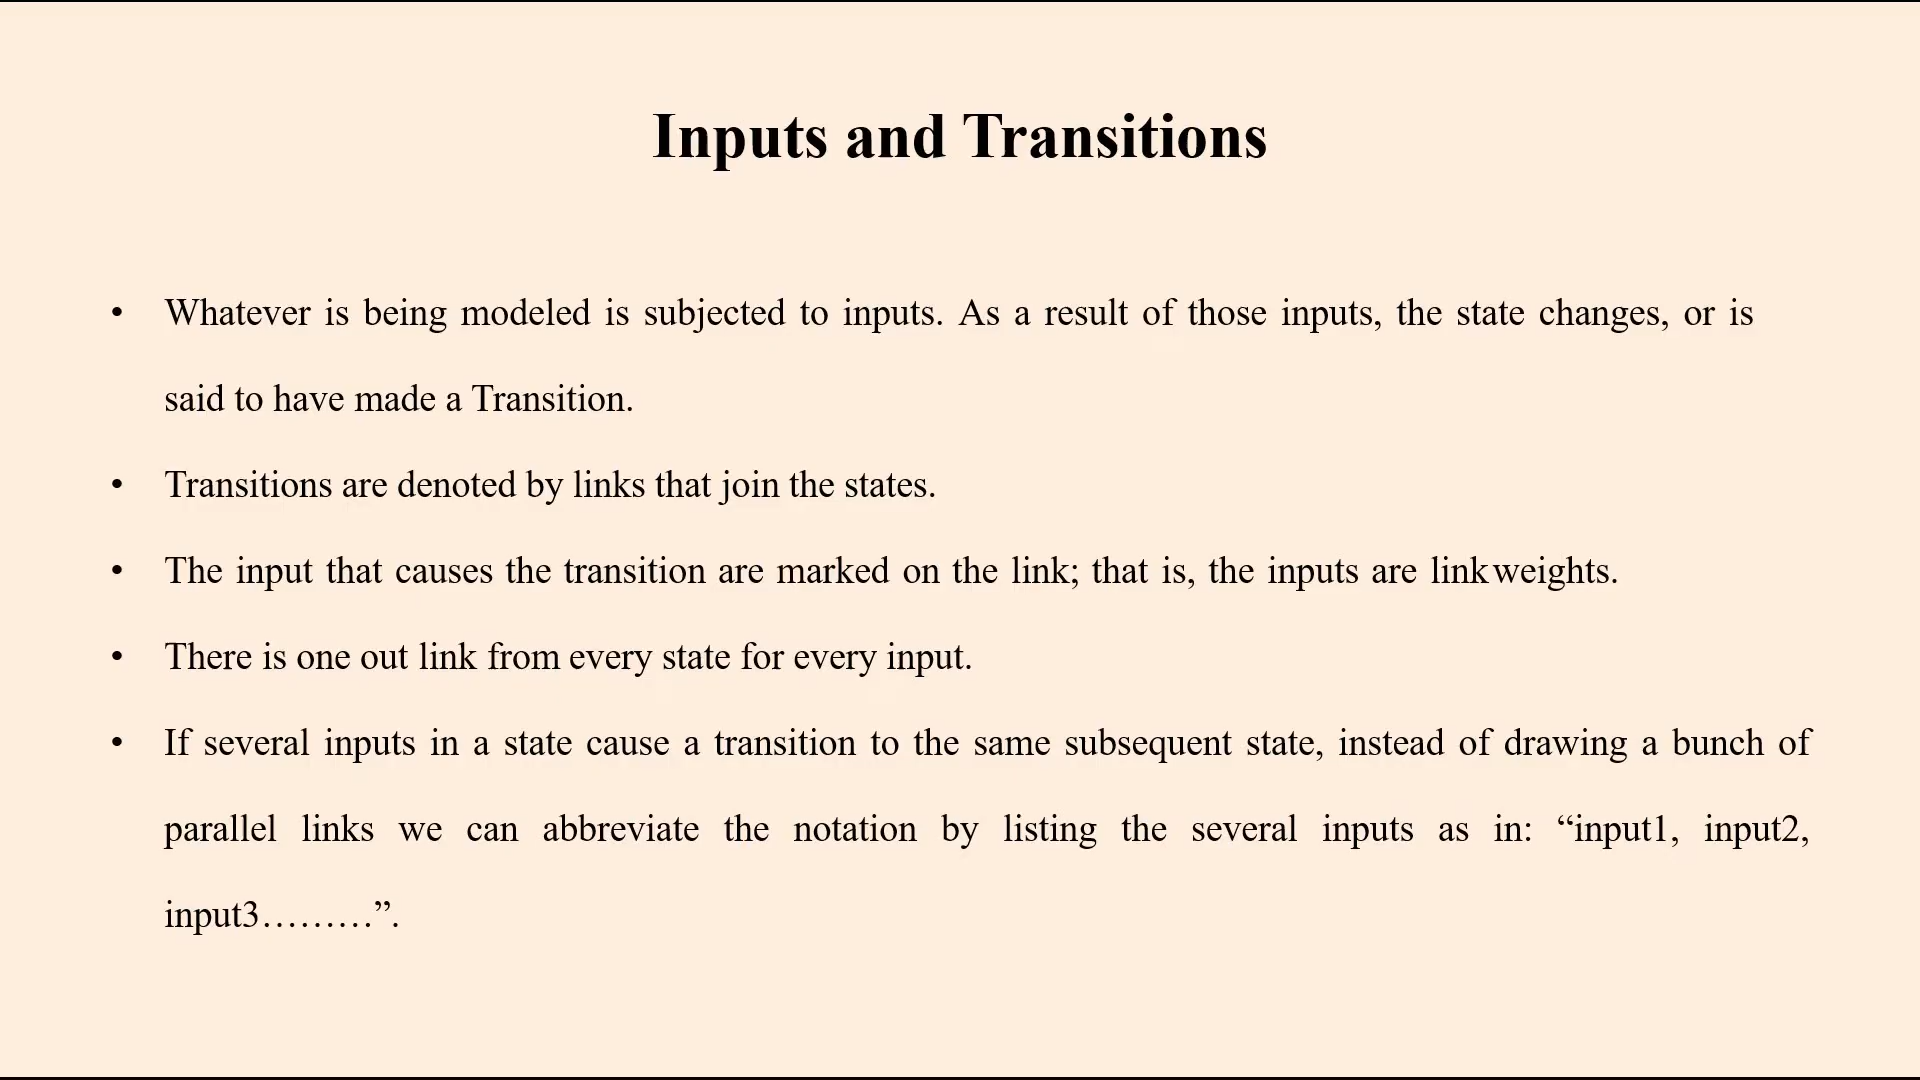 Inputs and Transitions
• Whatever is being modeled is subjected to inputs. As a result of those inputs, the state changes, or is
said to have made a Transition.
• Transitions are denoted by links that join the states.
• The input that causes the transition are marked on the link; that is, the inputs are linkweights.
• There is one out link from every state for every input.
• If several inputs in a state cause a transition to the same subsequent state, instead of drawing a bunch of
parallel links we can abbreviate the notation by listing the several inputs as in: “input1, input2,
input3………”.